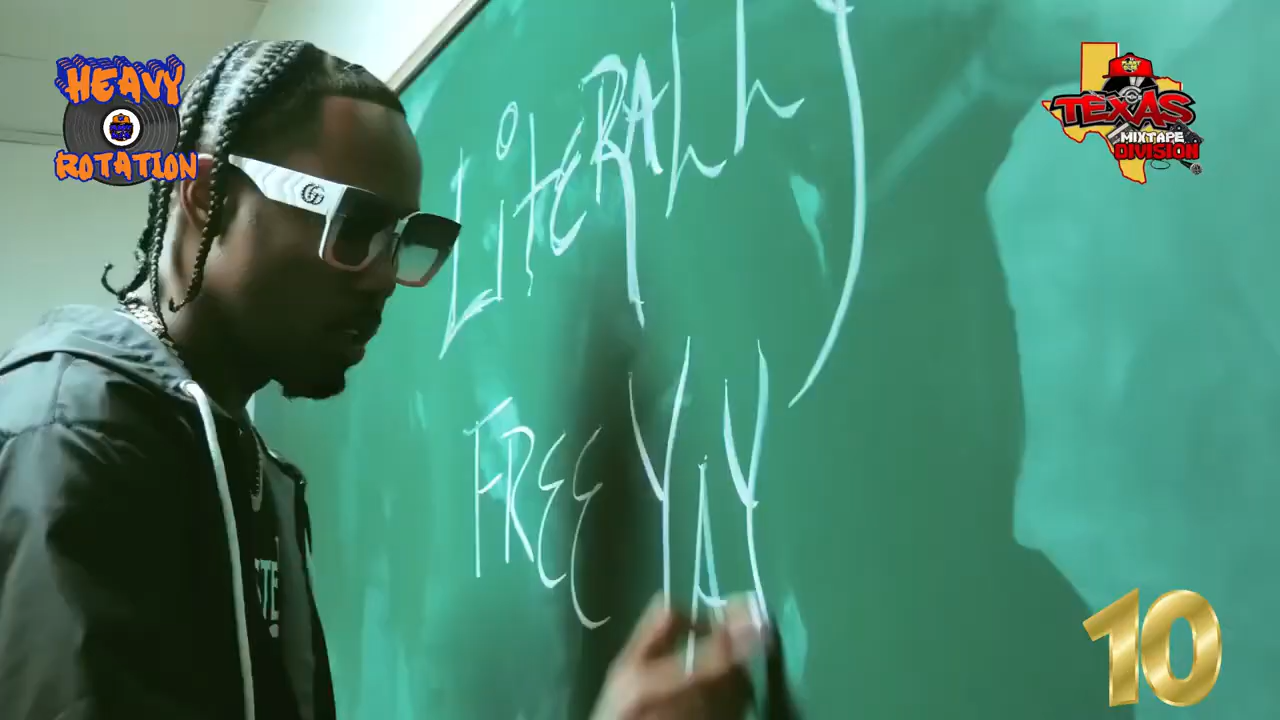 HEAVY
ROTATION
TEXAS
MIXTAPE
DIVISION
LITERALLY
FREE YAY
10